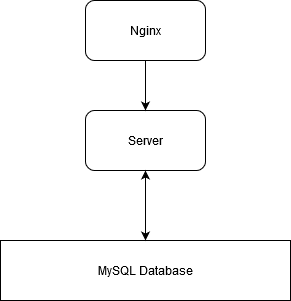 Nginx
Server
MySQL Database